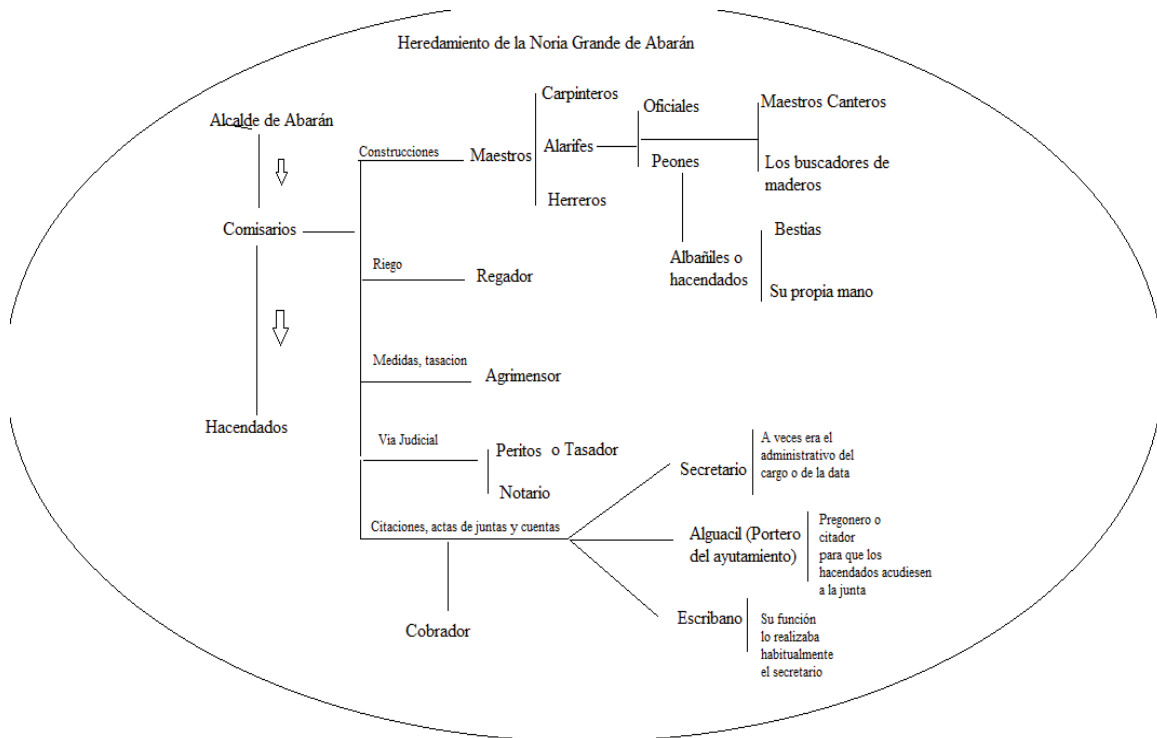 Heredamiento de la Noria Grande de Abarán
Alcalde de Abarán
Comisarios
Hacendados
Construcciones
Maestros
Carpinteros
Alarifes
Herreros
Oficiales
Peones
Maestros Canteros
Los buscadores de
maderos
Albañiles o
hacendados
Bestias
Su propia mano
Riego
Regador
Medidas, tasacion
Agrimensor
Via Judicial
Peritos o Tasador
Notario
Citaciones, actas de juntas y cuentas
Cobrador
Secretario
A veces era el
administrativo del
cargo o de la data
Alguacil (Portero
del ayutamiento)
Pregonero o
citador
para que los
hacendados acudiesen
a la junta
Escribano
Su función
lo realizaba
habitualmente
el secretario